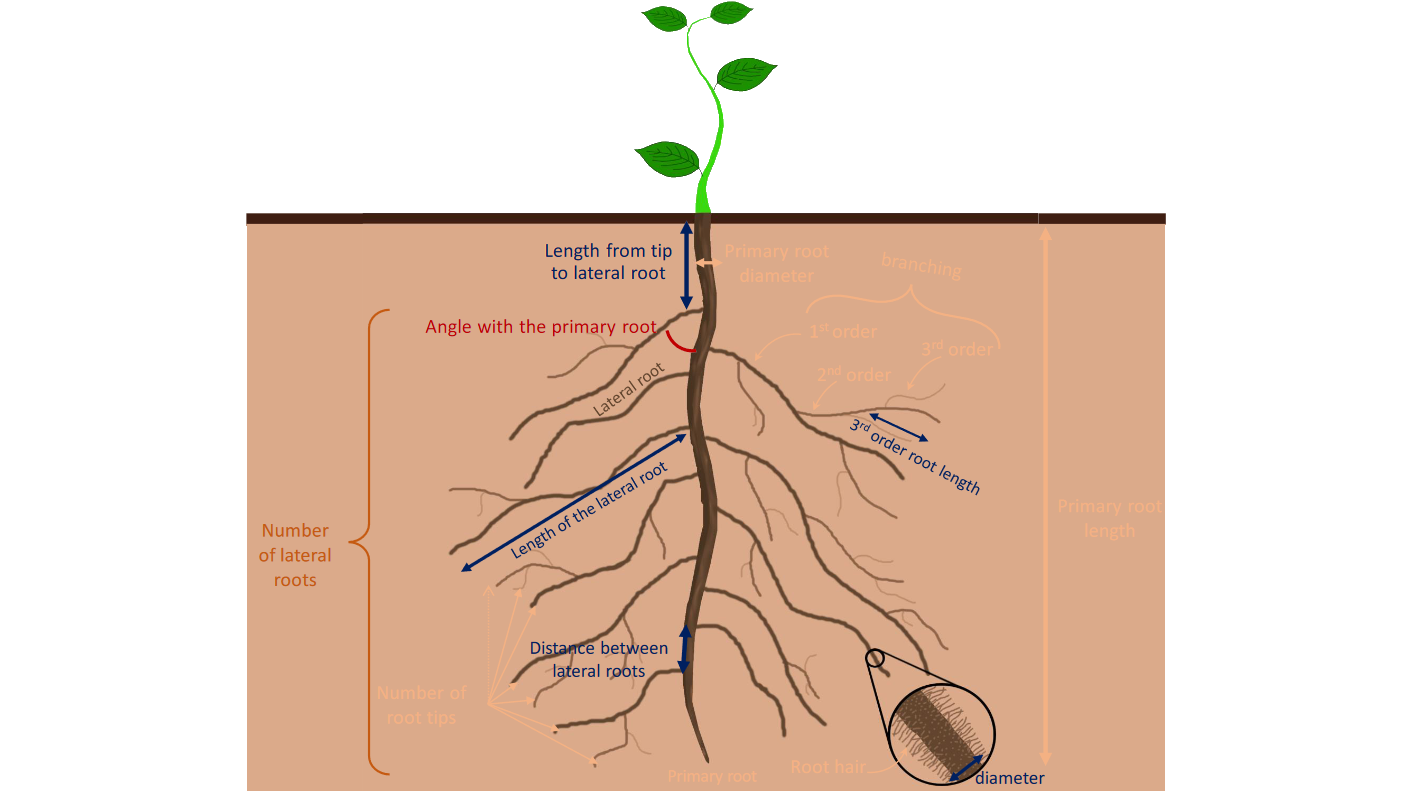 Length from tip
to lateral root
Primary root
diameter
branching
Angle with the primary root
1st order
3rd order
2nd order
Lateral root
3rd order root length
Length of the lateral root
Number
of lateral
roots
Primary root
length
Distance between
lateral roots
Number of
root tips
Root hair
Primary root
diameter